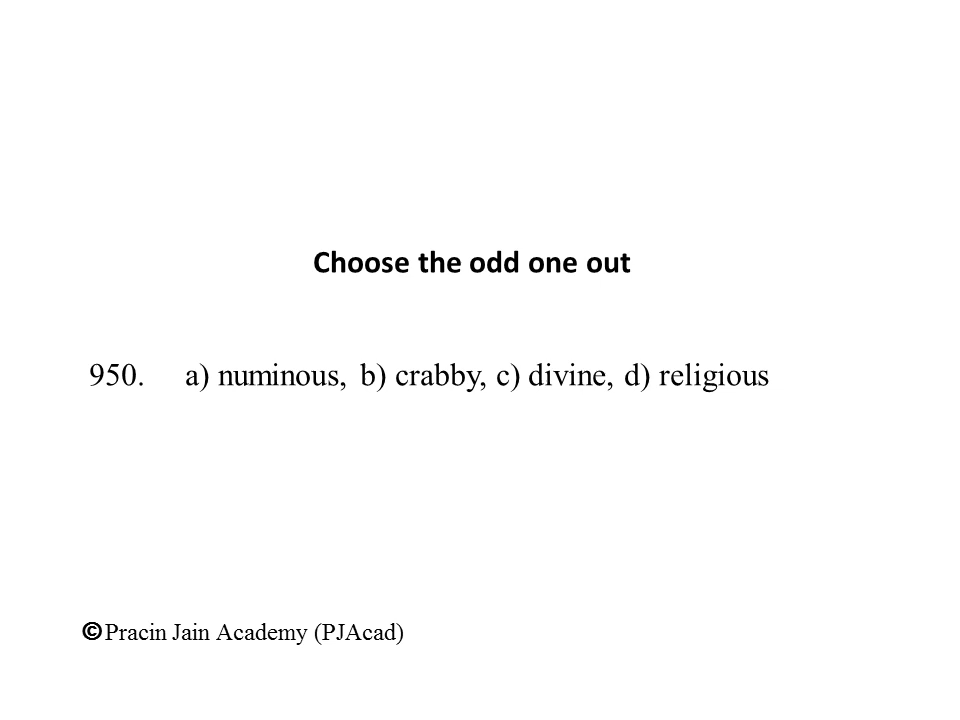 Choose the odd one out
950. a) numinous, b) crabby, c) divine, d) religious
©Pracin Jain Academy (PJAcad)